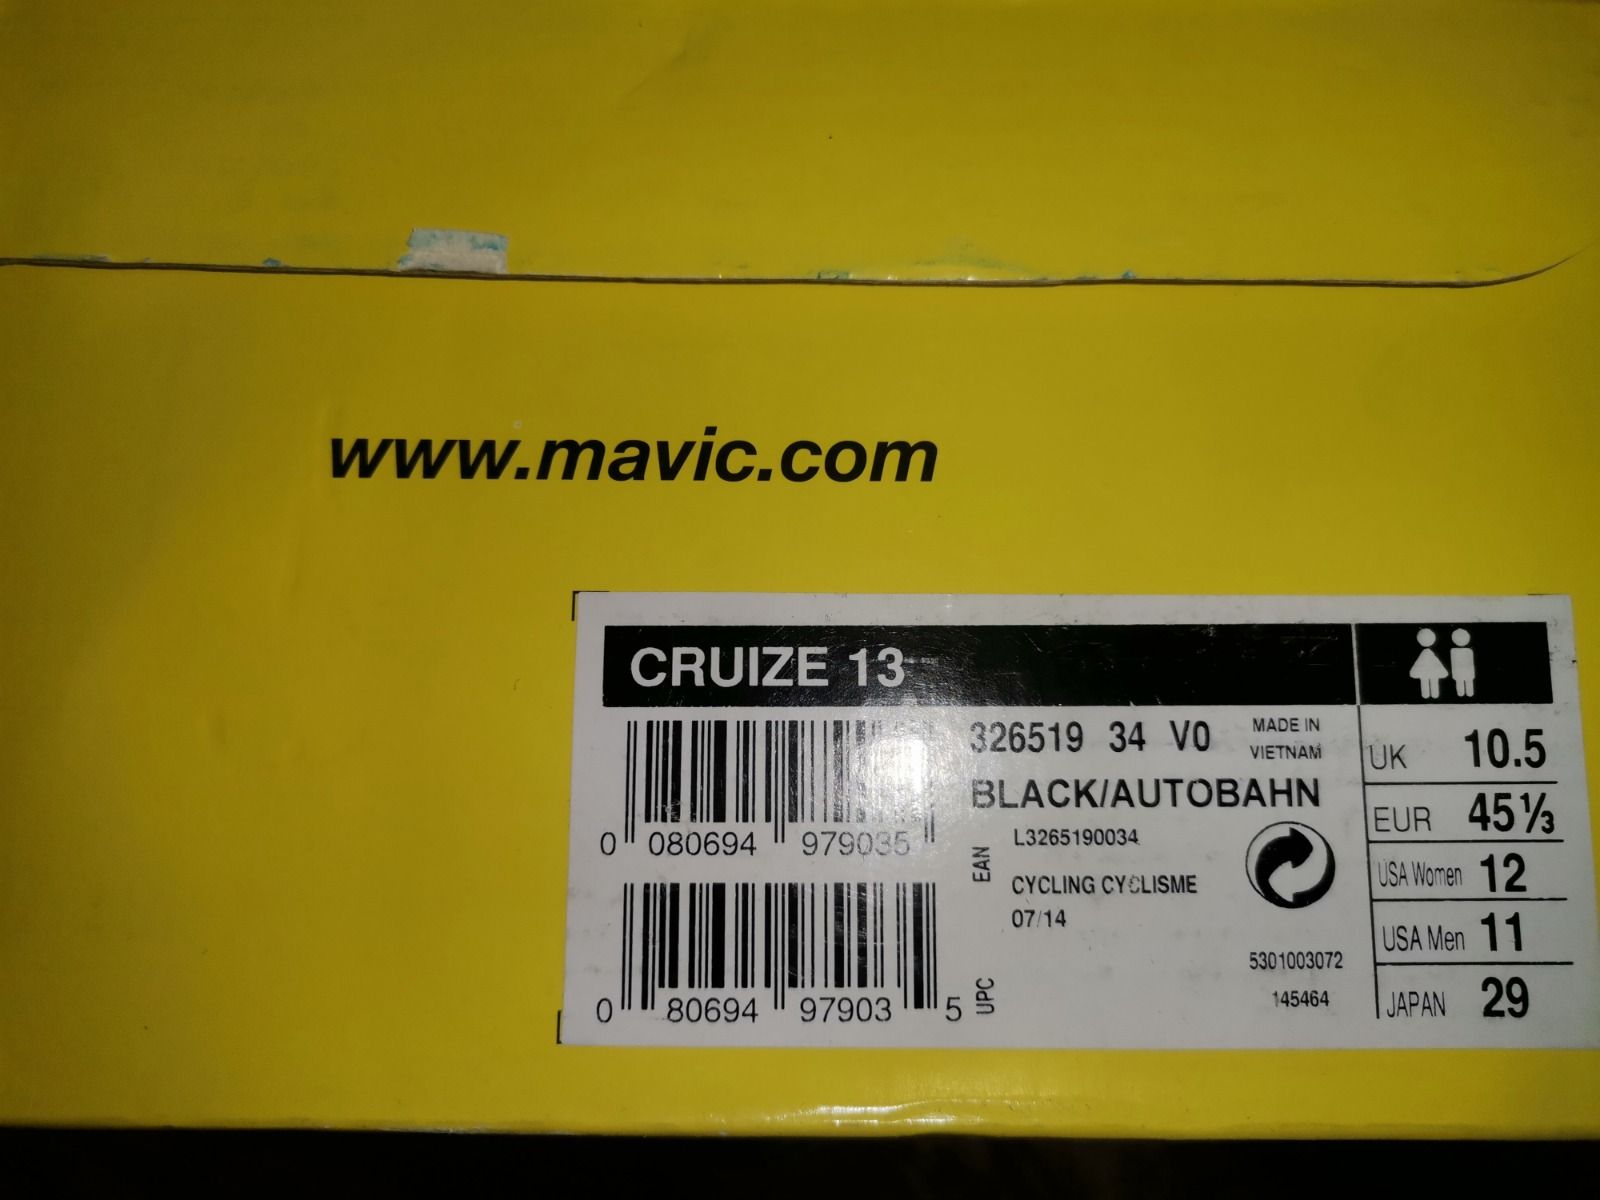 www.mavic.com
CRUIZE 13
326519 34 V0
MADE IN
VIETNAM
BLACK/AUTOBAHN
0 080694 979035
EAN
L3265190034
CYCLING CYCLISME
07/14
0 80694 97903 5
UPC
5301003072
145464
UK 10.5
EUR 45⅓
USA Women 12
USA Men 11
JAPAN 29